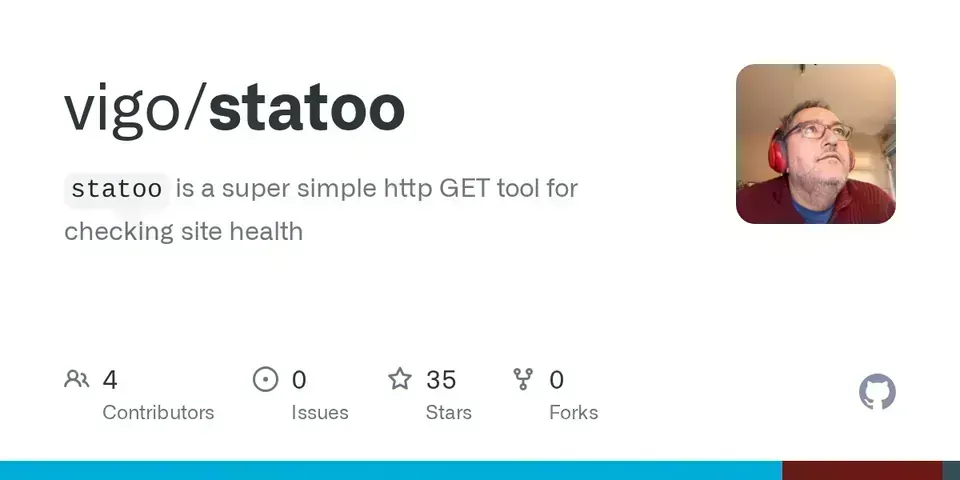 vigo/statoo
statoo is a super simple http GET tool for
checking site health
4 0 35 0
Contributors Issues Stars Forks